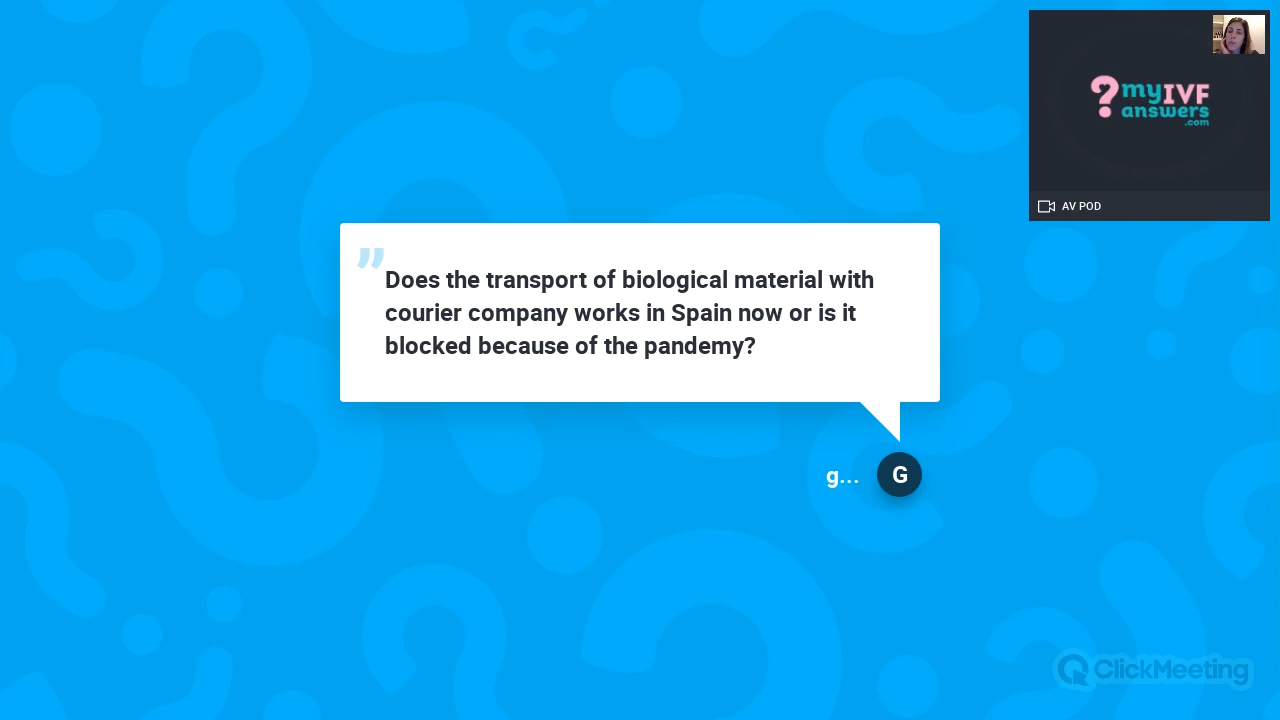 myIVF
answers
.com
AV POD
Does the transport of biological material with
courier company works in Spain now or is it
blocked because of the pandemy?
g...
G
ClickMeeting